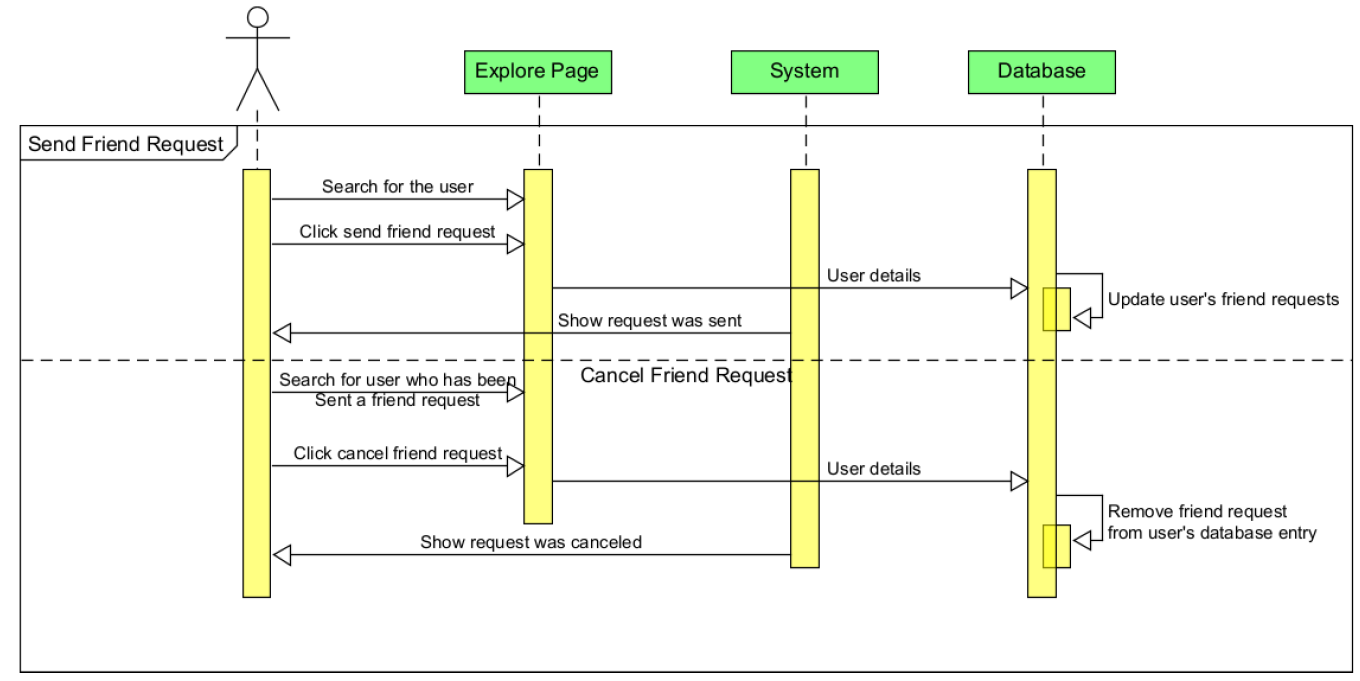 Explore Page
System
Database
Send Friend Request
Search for the user
Click send friend request
User details
Update user's friend requests
Show request was sent
Cancel Friend Request
Search for user who has been
Sent a friend request
Click cancel friend request
User details
Remove friend request
from user's database entry
Show request was canceled